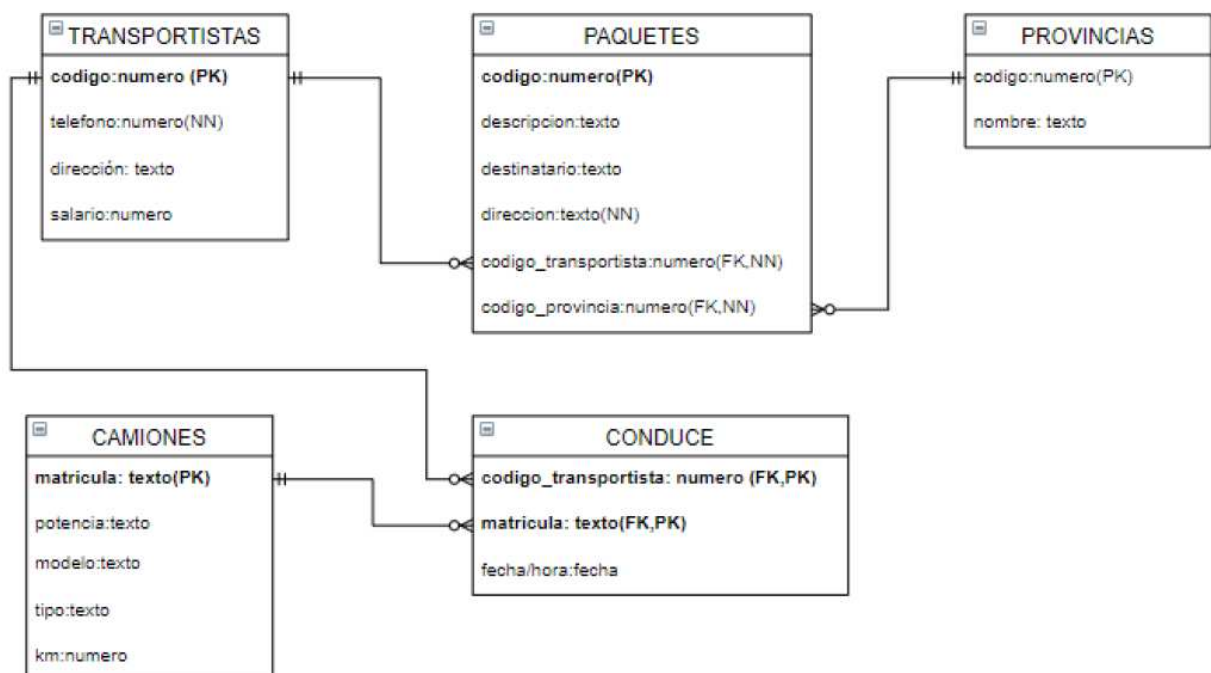 TRANSPORTISTAS
codigo:numero (PK)
telefono:numero(NN)
dirección: texto
salario:numero
PAQUETES
codigo:numero(PK)
descripcion:texto
destinatario:texto
direccion:texto(NN)
codigo_transportista:numero(FK,NN)
codigo_provincia:numero(FK,NN)
PROVINCIAS
codigo:numero(PK)
nombre: texto
CAMIONES
matricula: texto(PK)
potencia:texto
modelo:texto
tipo:texto
km:numero
CONDUCE
codigo_transportista: numero (FK,PK)
matricula: texto(FK,PK)
fecha/hora:fecha